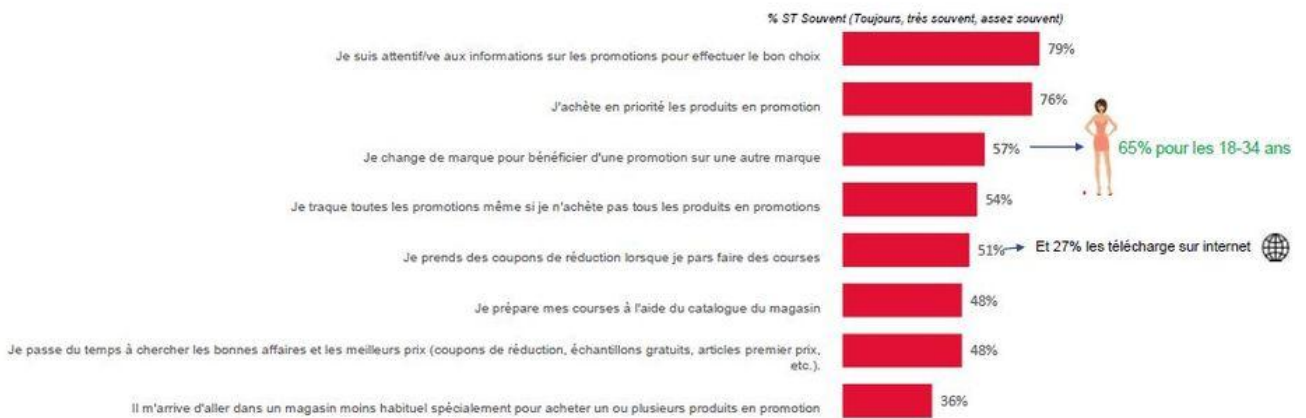 % ST Souvent (Toujours, très souvent, assez souvent)
Je suis attentif/ve aux informations sur les promotions pour effectuer le bon choix
79%
J'achète en priorité les produits en promotion
76%
Je change de marque pour bénéficier d'une promotion sur une autre marque
57%
65% pour les 18-34 ans
Je traque toutes les promotions même si je n'achète pas tous les produits en promotions
54%
Je prends des coupons de réduction lorsque je pars faire des courses
51%
Et 27% les télécharge sur internet
Je prépare mes courses à l'aide du catalogue du magasin
48%
Je passe du temps à chercher les bonnes affaires et les meilleurs prix (coupons de réduction, échantillons gratuits, articles premier prix,
etc.).
48%
Il m'arrive d'aller dans un magasin moins habituel spécialement pour acheter un ou plusieurs produits en promotion
36%